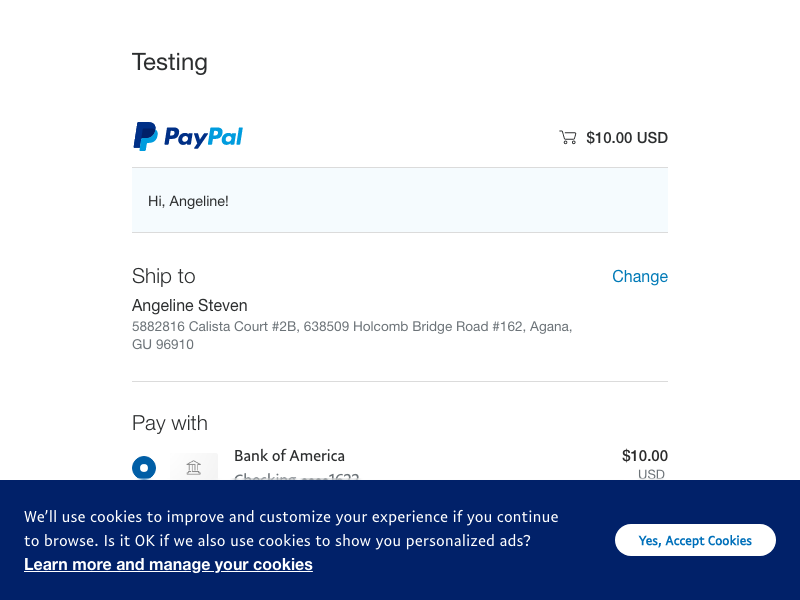 Testing
PayPal
$10.00 USD
Hi, Angeline!
Ship to
Change
Angeline Steven
5882816 Calista Court #2B, 638509 Holcomb Bridge Road #162, Agana,
GU 96910
Pay with
Bank of America
$10.00
USD
We'll use cookies to improve and customize your experience if you continue
to browse. Is it OK if we also use cookies to show you personalized ads?
Learn more and manage your cookies
Yes, Accept Cookies